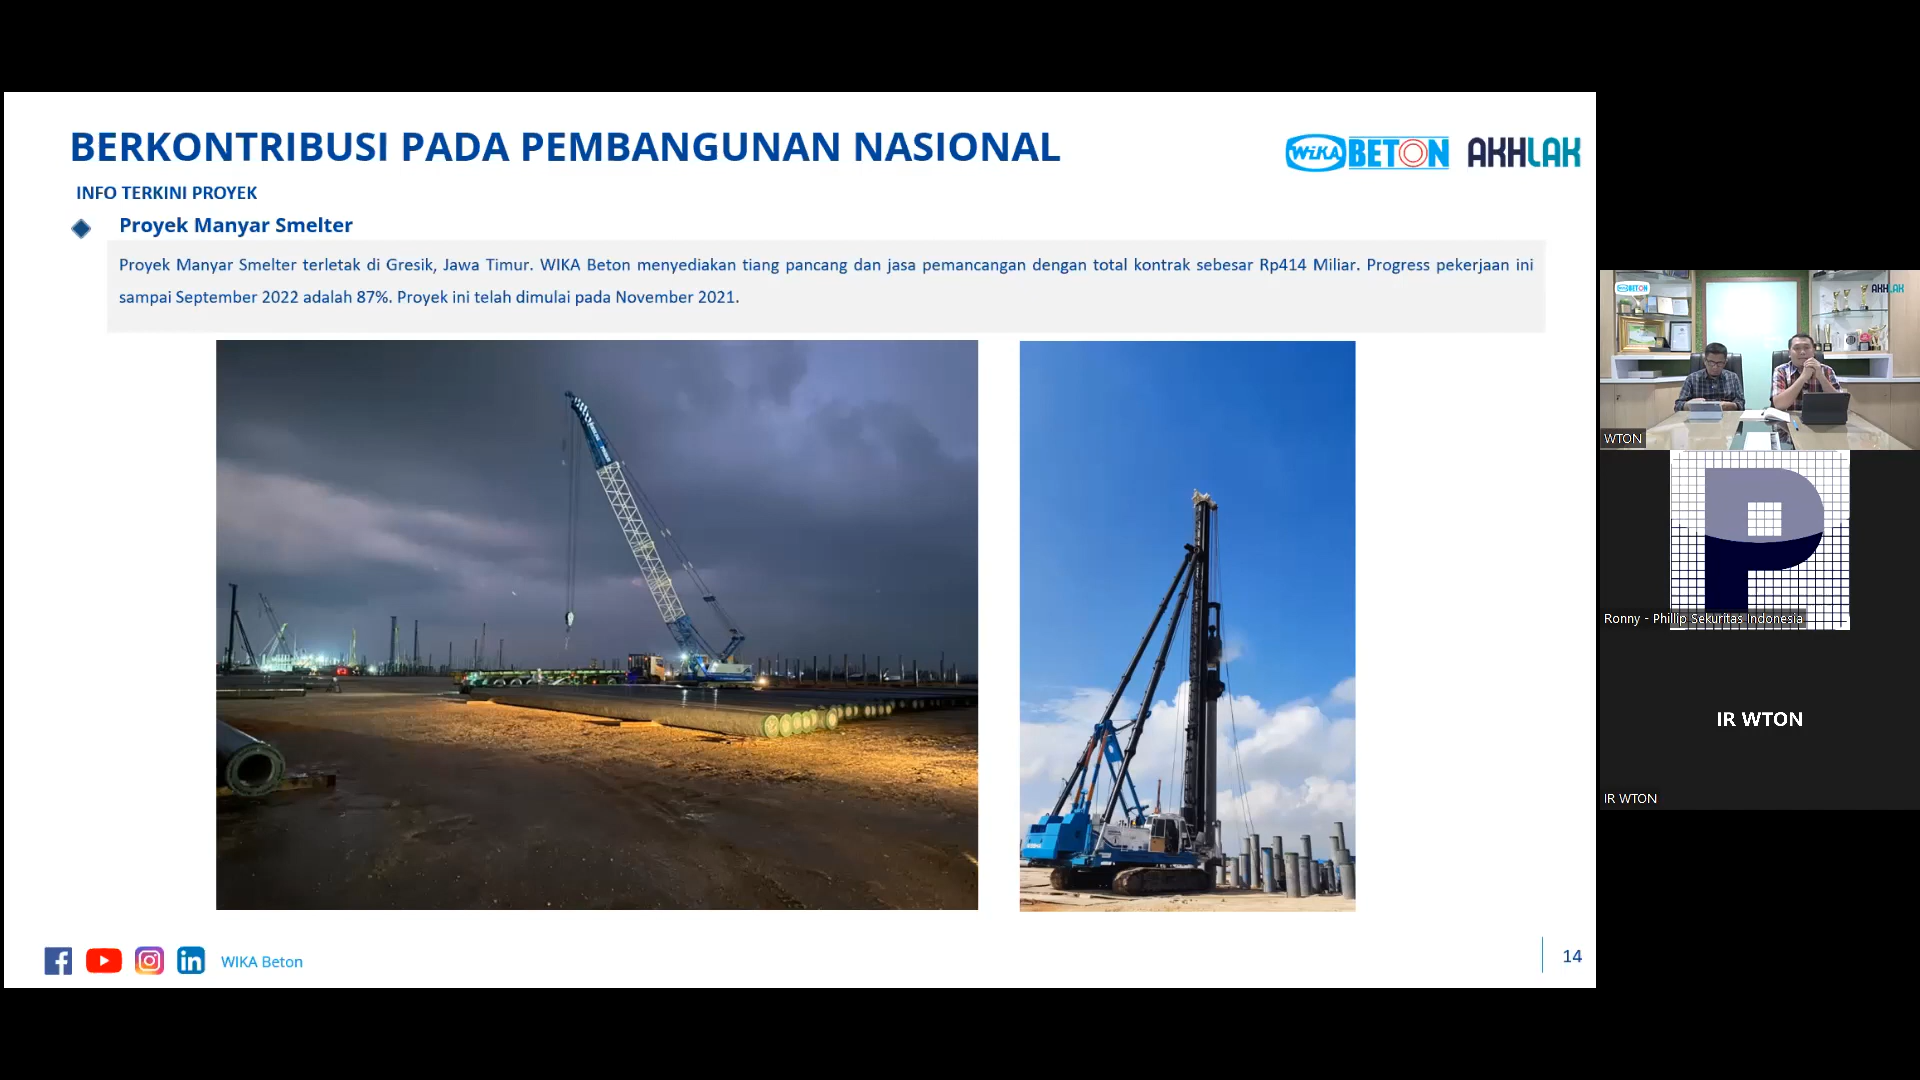 BERKONTRIBUSI PADA PEMBANGUNAN NASIONAL
WiKA BETON
AKHLAK
INFO TERKINI PROYEK
Proyek Manyar Smelter
Proyek Manyar Smelter terletak di Gresik, Jawa Timur. WIKA Beton menyediakan tiang pancang dan jasa pemancangan dengan total kontrak sebesar Rp414 Miliar. Progress pekerjaan ini
sampai September 2022 adalah 87%. Proyek ini telah dimulai pada November 2021.
WIKA Beton
14
WiKA BETON
AKHLAK
WTON
Ronny - Phillip Sekuritas Indonesia
IR WTON
IR WTON